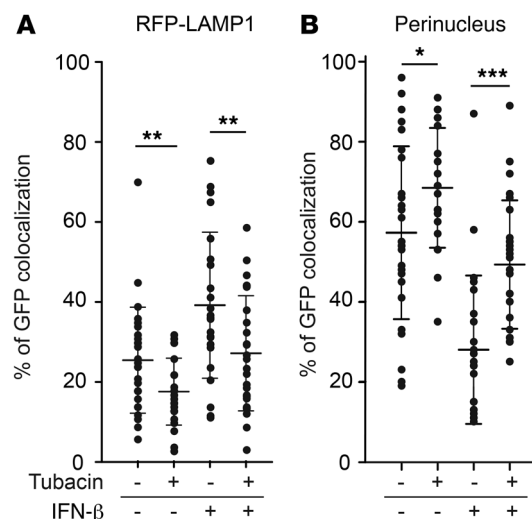 A RFP-LAMP1
% of GFP colocalization
100
80
60
40
20
0
** **
Tubacin - + - +
IFN-β - - + +
B Perinucleus
% of GFP colocalization
100
80
60
40
20
0
* ***
- + - +
- - + +